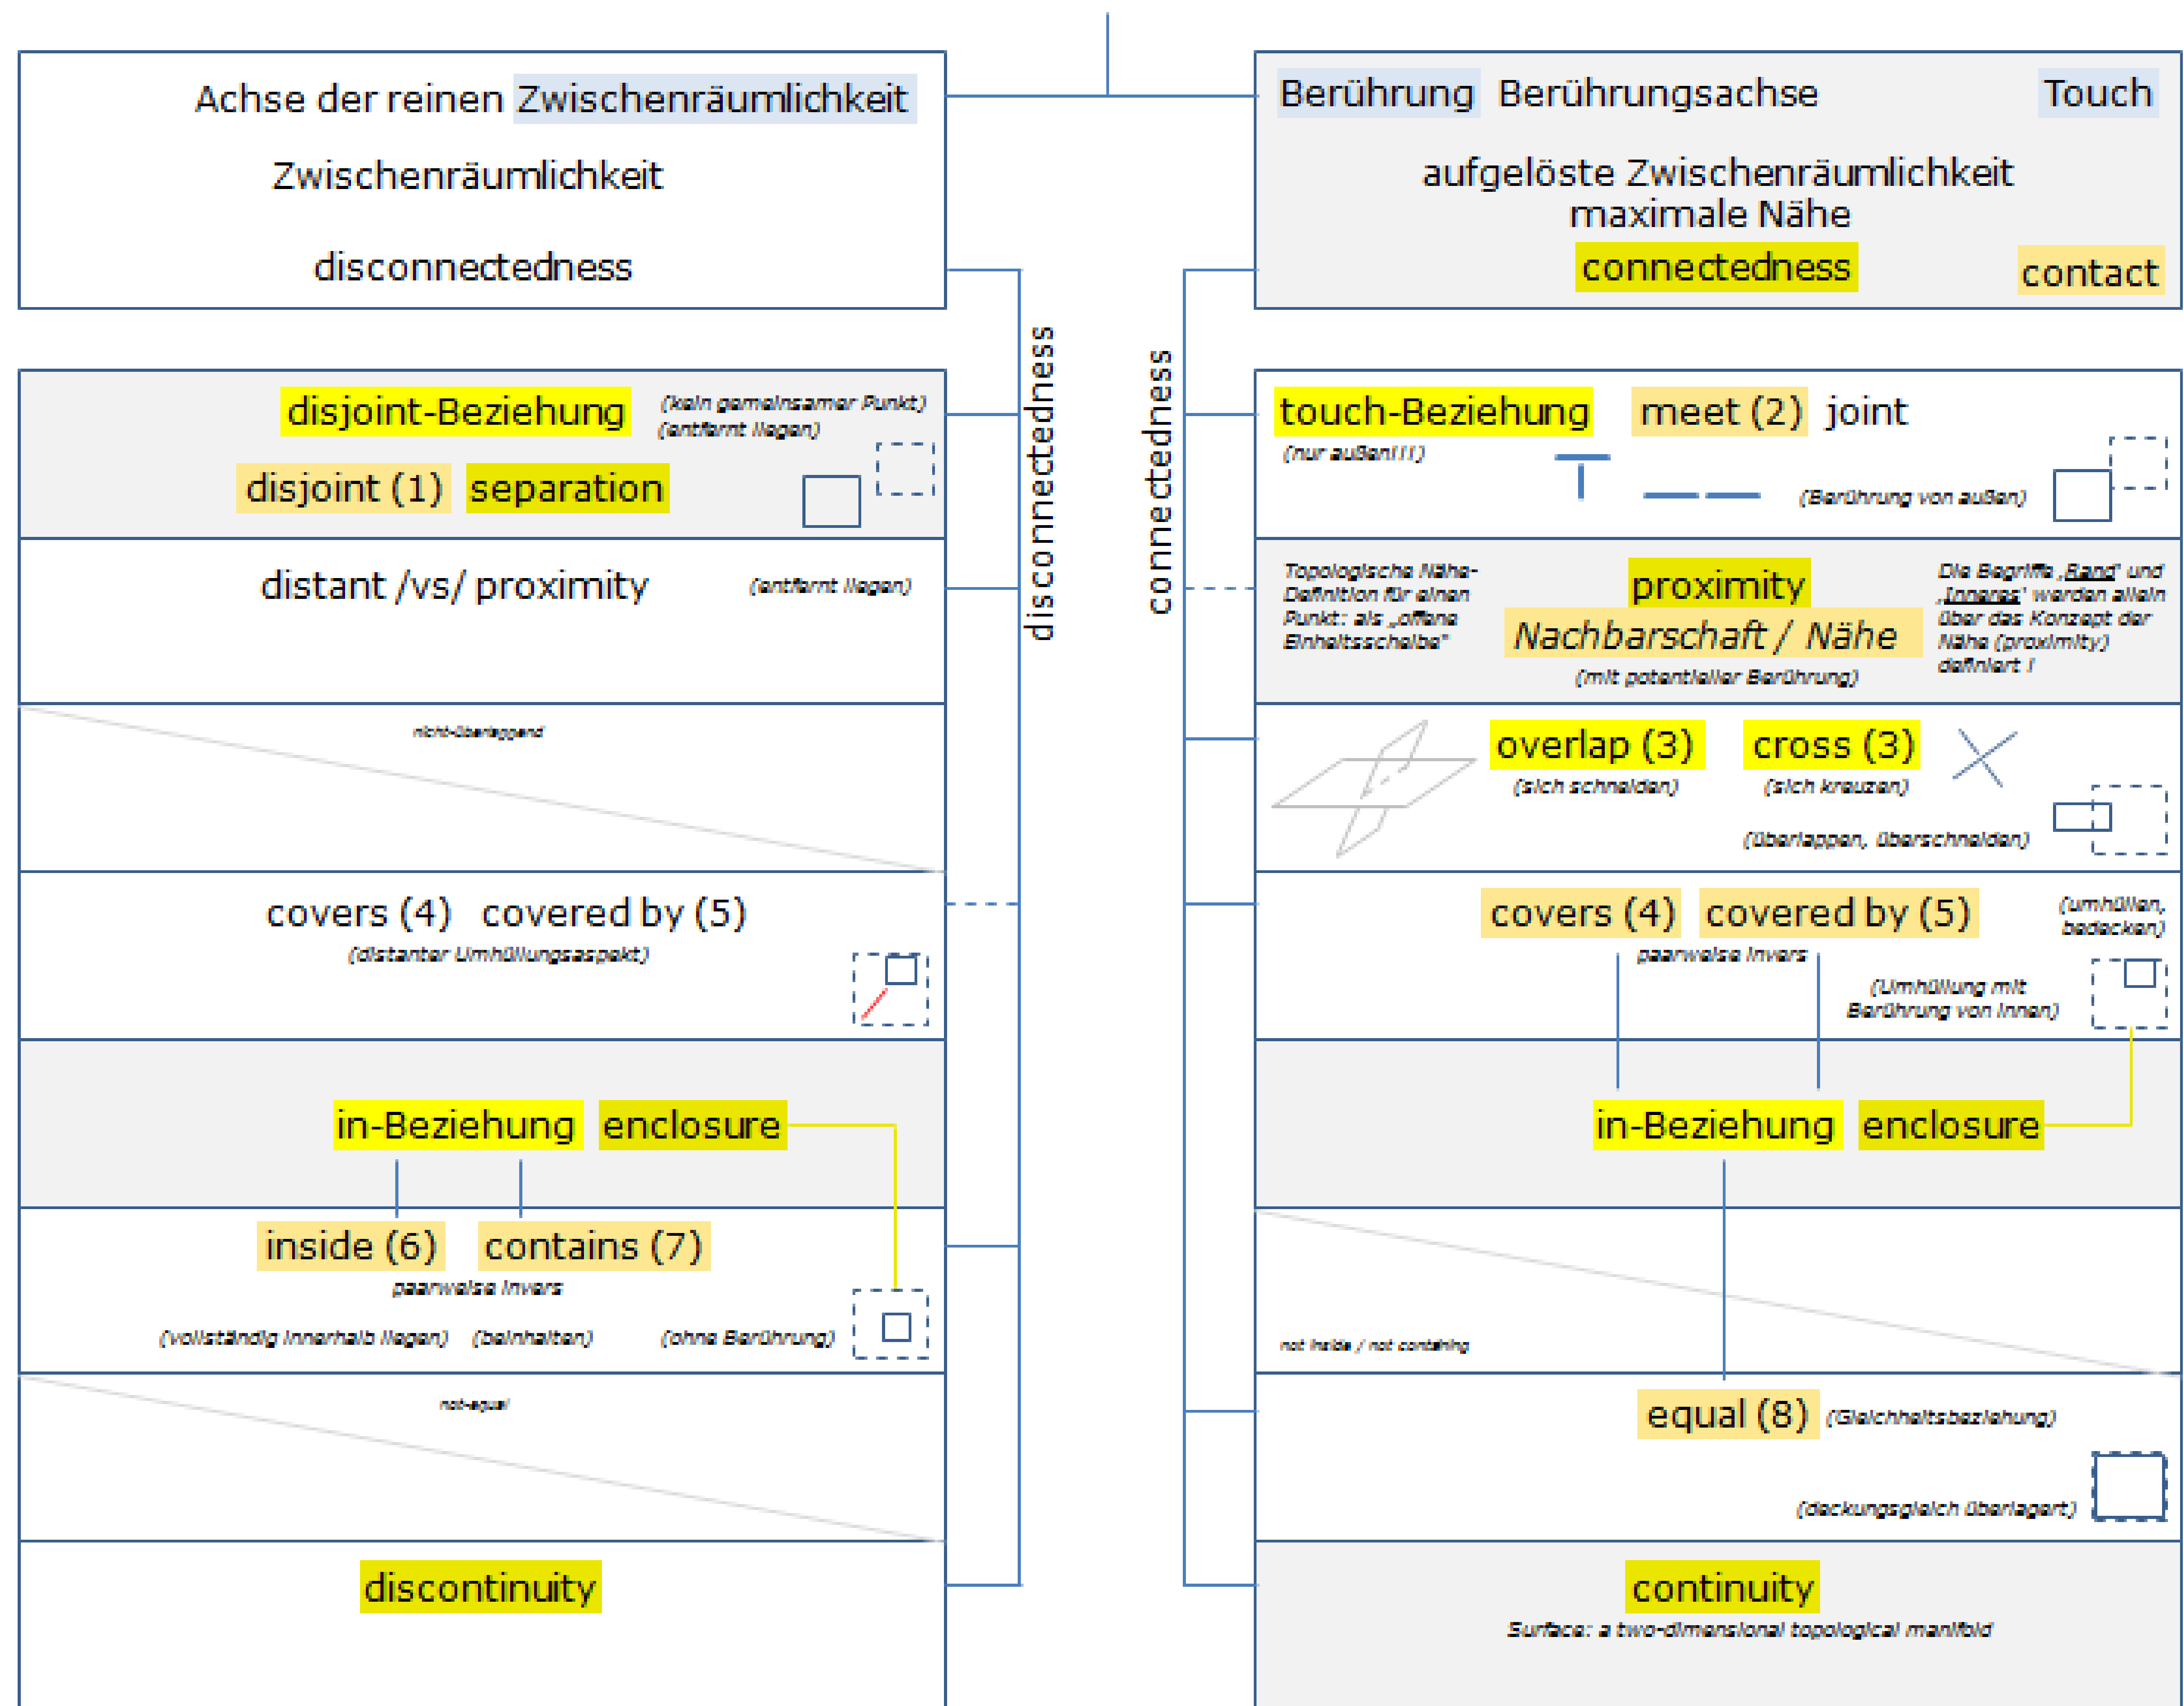 Achse der reinen Zwischenräumlichkeit
Zwischenräumlichkeit
disconnectedness
Berührung Berührungsachse Touch
aufgelöste Zwischenräumlichkeit
maximale Nähe
connectedness contact
disconnectedness
connectedness
disjoint-Beziehung (kein gemeinsamer Punkt)
(entfernt liegen)
disjoint (1) separation
touch-Beziehung meet (2) joint
(nur außen!!!)
(Berührung von außen)
distant /vs/ proximity (entfernt liegen)
Topologische Nähe-
Definition für einen
Punkt: als „offene
Einheitsscheibe"
proximity
Nachbarschaft / Nähe
(mit potentieller Berührung)
Die Begriffe ‚Rand' und
‚Inneres' werden allein
über das Konzept der
Nähe (proximity)
definiert !
nicht-überlappend
overlap (3) cross (3)
(sich schneiden) (sich kreuzen)
(überlappen, überschneiden)
covers (4) covered by (5)
(distanter Umhüllungsaspekt)
covers (4) covered by (5)
paarweise invers
(umhüllen,
bedecken)
(Umhüllung mit
Berührung von innen)
in-Beziehung enclosure
in-Beziehung enclosure
inside (6) contains (7)
paarweise invers
(vollständig innerhalb liegen) (beinhalten) (ohne Berührung)
not inside / not containing
not-equal
equal (8) (Gleichheitsbeziehung)
(deckungsgleich überlagert)
discontinuity
continuity
Surface: a two-dimensional topological manifold